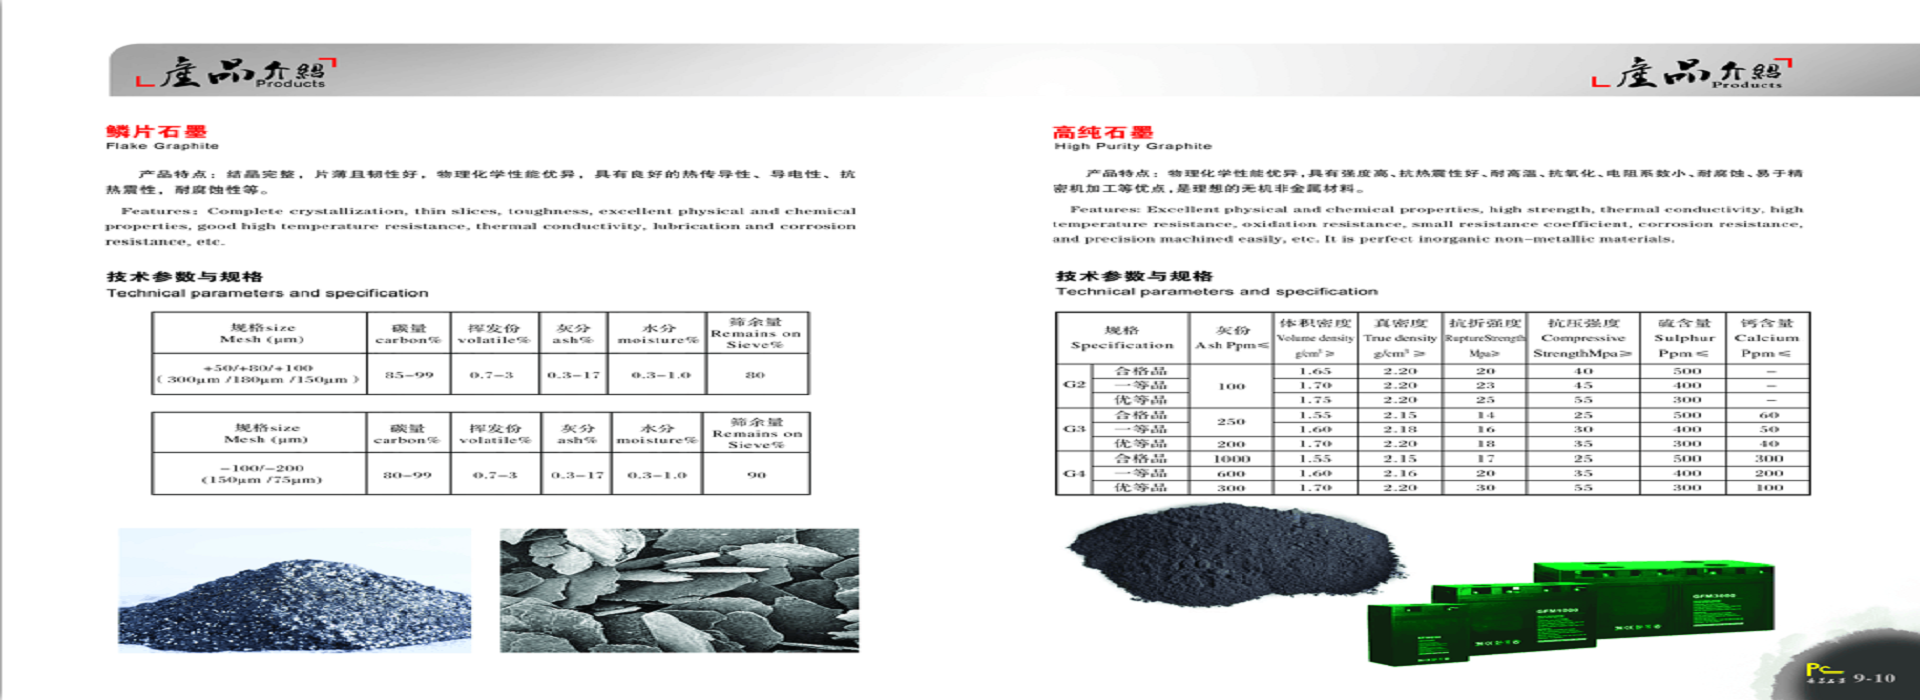 產品介紹
Products
鳞片石墨
Flake Graphite
产品特点：结晶完整，片薄且韧性好，物理化学性能优异，具有良好的热传导性、导电性、抗
热震性，耐腐蚀性等。
Features: Complete crystallization, thin slices, toughness, excellent physical and chemical
properties, good high temperature resistance, thermal conductivity, lubrication and corrosion
resistance, etc.
技术参数与规格
Technical parameters and specification
规格size Mesh (μm) 碳量 carbon% 挥发份 volatile% 灰分 ash% 水分 moisture% 筛余量 Remains on Sieve%
+50/+80/+100 (300μm /180μm /150μm) 85-99 0.7-3 0.3-17 0.3-1.0 80
规格size Mesh (μm) 碳量 carbon% 挥发份 volatile% 灰分 ash% 水分 moisture% 筛余量 Remains on Sieve%
-100/-200 (150μm /75μm) 80-99 0.7-3 0.3-17 0.3-1.0 90
產品介紹
Products
高纯石墨
High Purity Graphite
产品特点：物理化学性能优异,具有强度高、抗热震性好、耐高温、抗氧化、电阻系数小、耐腐蚀、易于精
密机加工等优点,是理想的无机非金属材料。
Features: Excellent physical and chemical properties, high strength, thermal conductivity, high
temperature resistance, oxidation resistance, small resistance coefficient, corrosion resistance,
and precision machined easily, etc. It is perfect inorganic non-metallic materials.
技术参数与规格
Technical parameters and specification
规格 Specification 灰份 Ash Ppm≤ 体积密度 Volume density g/cm³ ≥ 真密度 True density g/cm³ ≥ 抗折强度 RuptureStrength Mpa≥ 抗压强度 Compressive StrengthMpa≥ 硫含量 Sulphur Ppm≤ 钙含量 Calcium Ppm≤
G2 合格品 100 1.65 2.20 20 40 500 -
一等品 1.70 2.20 23 45 400 -
优等品 1.75 2.20 25 55 300 -
G3 合格品 250 1.55 2.15 14 25 500 60
一等品 1.60 2.18 16 30 400 50
优等品 200 1.70 2.20 18 35 300 40
G4 合格品 1000 1.55 2.15 17 25 500 300
一等品 600 1.60 2.16 20 35 400 200
优等品 300 1.70 2.20 30 55 300 100
GFM1000
GFM3000
9-10